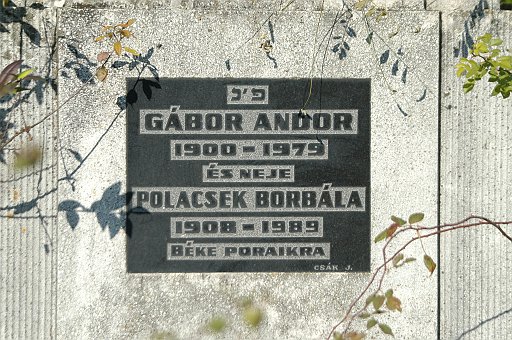 פ״נ
GÁBOR ANDOR
1900-1979
ÉS NEJE
POLACSEK BORBÁLA
1908-1989
BÉKE PORAIKRA
CSÁK J.